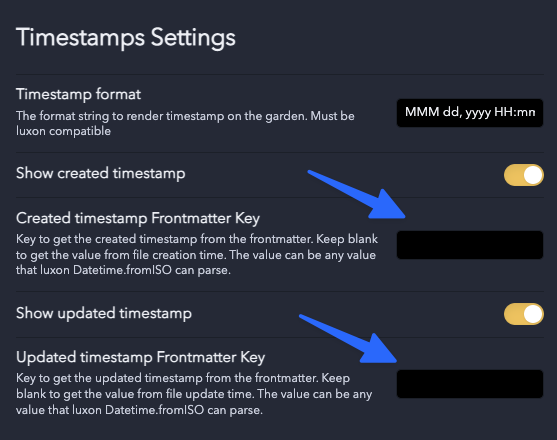 Timestamps Settings
Timestamp format
The format string to render timestamp on the garden. Must be
luxon compatible
MMM dd, yyyy HH:mn
Show created timestamp
Created timestamp Frontmatter Key
Key to get the created timestamp from the frontmatter. Keep blank
to get the value from file creation time. The value can be any value
that luxon Datetime.fromISO can parse.
Show updated timestamp
Updated timestamp Frontmatter Key
Key to get the updated timestamp from the frontmatter. Keep
blank to get the value from file update time. The value can be any
value that luxon Datetime.fromISO can parse.